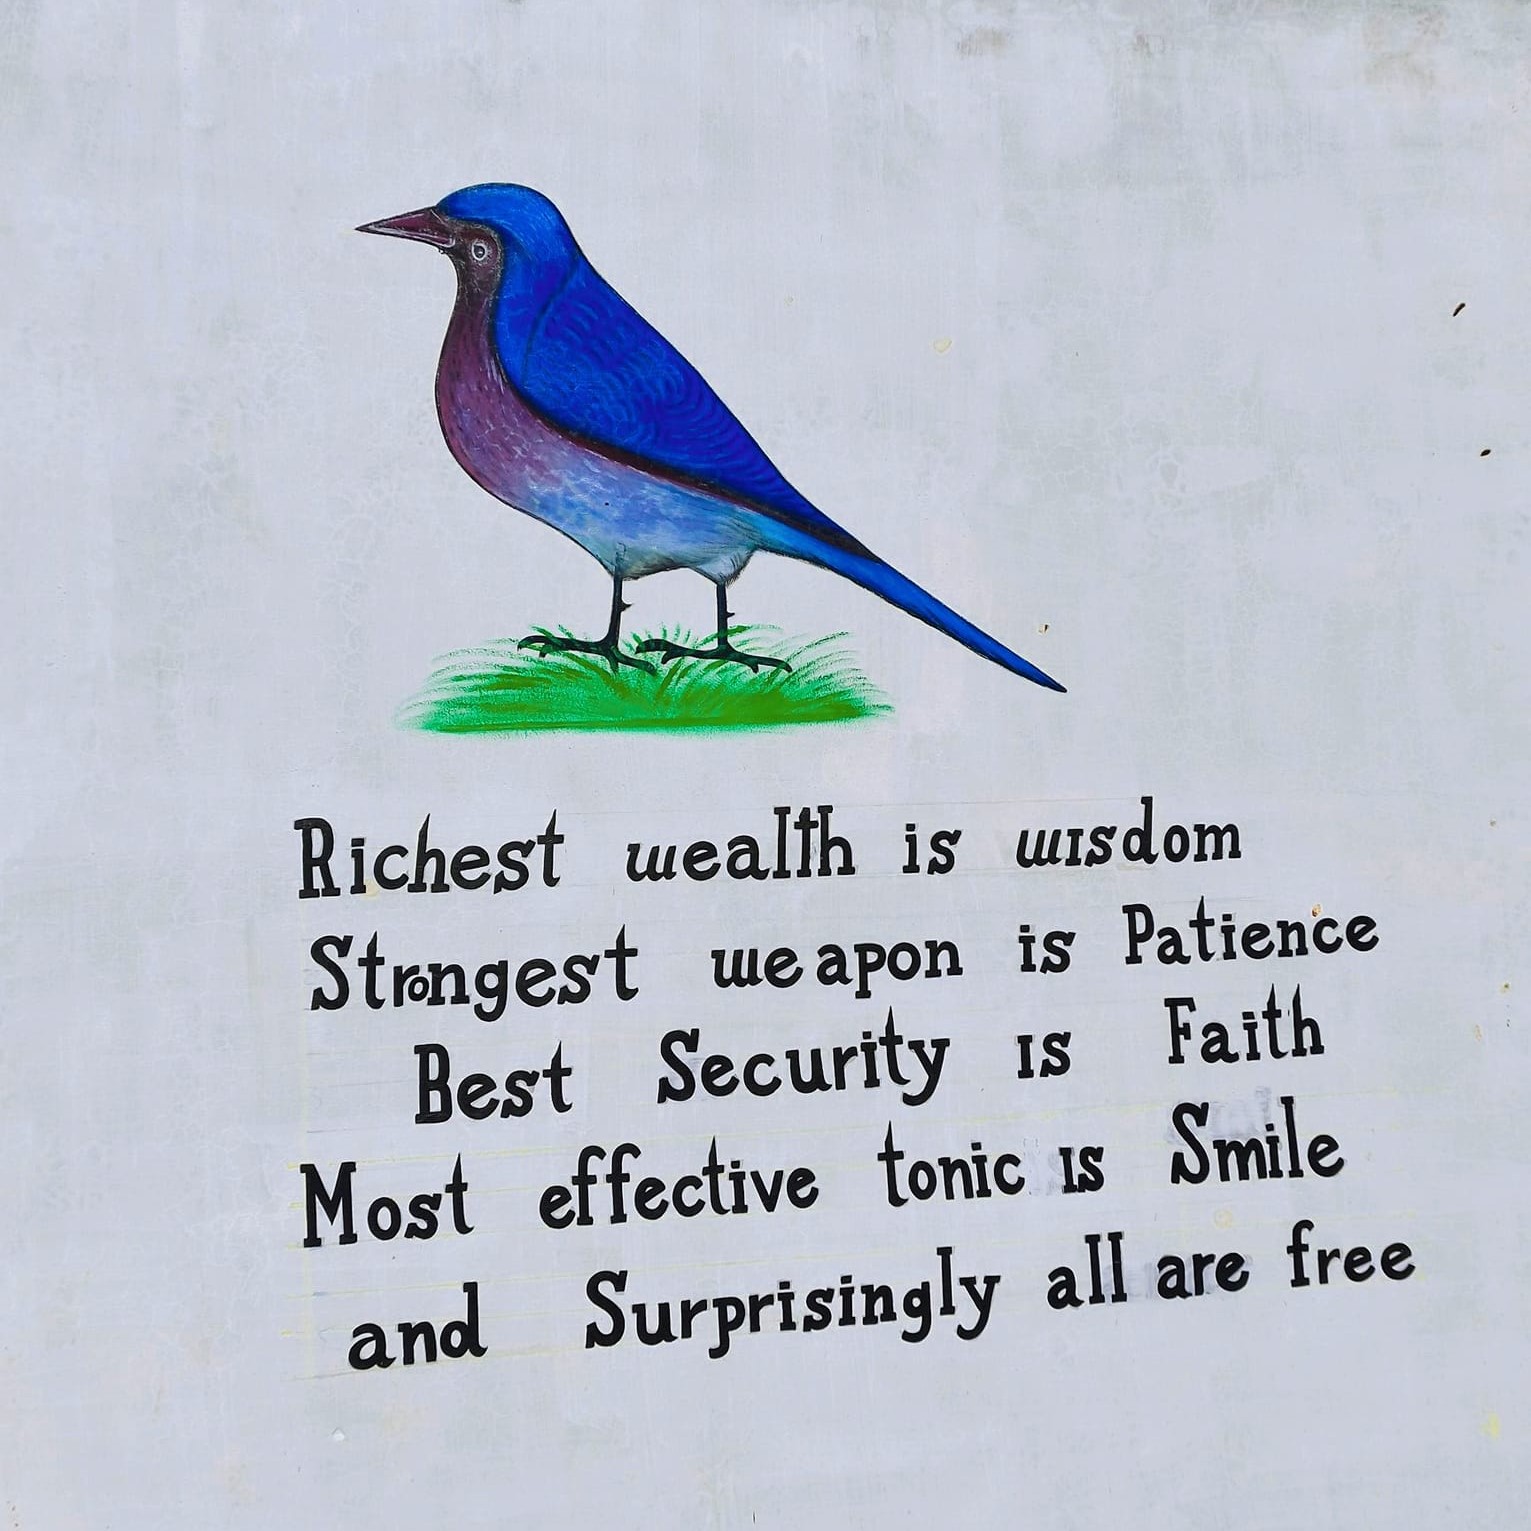 Richest wealth is wisdom
Strongest weapon is Patience
Best Security is Faith
Most effective tonic is Smile
and Surprisingly all are free